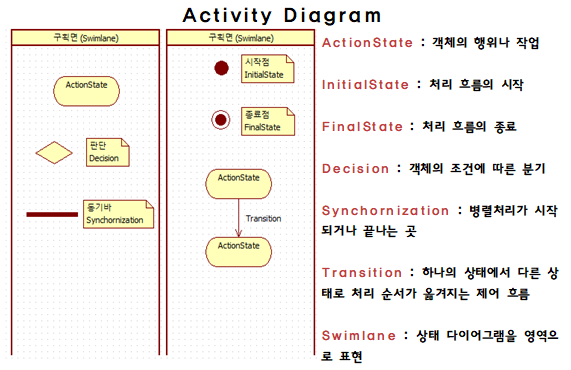 Activity Diagram
구획면 (Swimlane)
ActionState
판단
Decision
동기바
Synchornization
구획면 (Swimlane)
시작점
InitialState
종료점
FinalState
ActionState
Transition
ActionState
ActionState : 객체의 행위나 작업
InitialState : 처리 흐름의 시작
FinalState : 처리 흐름의 종료
Decision : 객체의 조건에 따른 분기
Synchornization : 병렬처리가 시작
되거나 끝나는 곳
Transition : 하나의 상태에서 다른 상
태로 처리 순서가 옮겨지는 제어 흐름
Swimlane : 상태 다이어그램을 영역으
로 표현